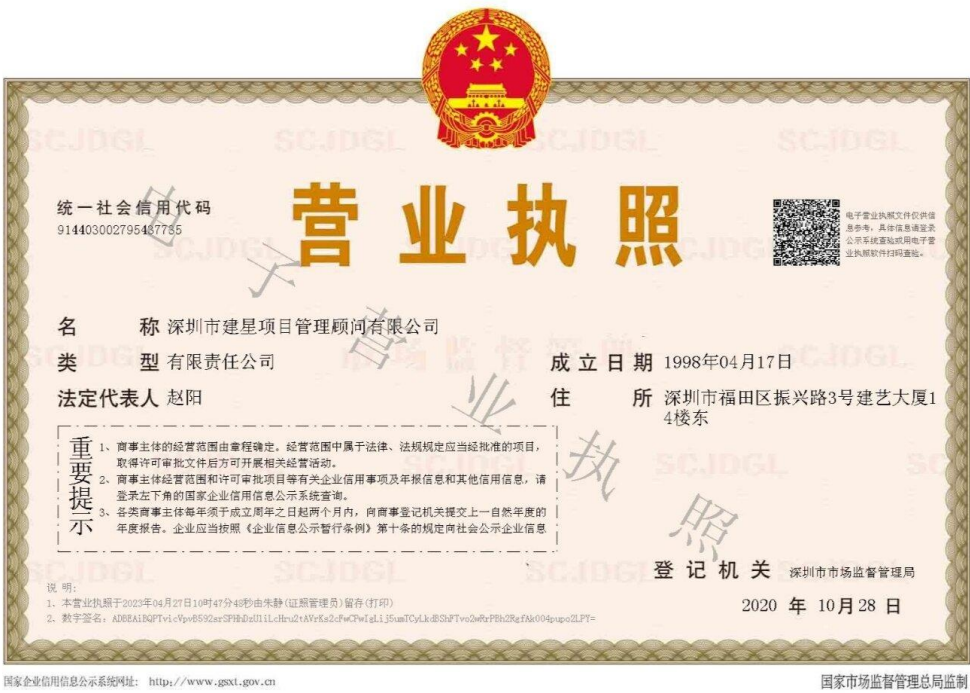 营业执照
统一社会信用代码
914403002795437735
电子营业执照文件仅供信
息参考，具体信息请登录
公示系统查验或用电子营
业执照软件扫码查验。
名 称 深圳市建星项目管理顾问有限公司
类 型 有限责任公司
法定代表人 赵阳
成立日期 1998年04月17日
住 所 深圳市福田区振兴路3号建艺大厦1
4楼东
重要提示
1、商事主体的经营范围由章程确定。经营范围中属于法律、法规规定应当经批准的项目，
取得许可审批文件后方可开展相关经营活动。
2、商事主体经营范围和许可审批项目等有关企业信用事项及年报信息和其他信用信息，请
登录左下角的国家企业信用信息公示系统查询。
3、各类商事主体每年须于成立周年之日起两个月内，向商事登记机关提交上一自然年度的
年度报告。企业应当按照《企业信息公示暂行条例》第十条的规定向社会公示企业信息
电子营业执照
登记机关 深圳市市场监督管理局
2020 年 10月28 日
说明：
1、本营业执照于2023年04月27日10时47分48秒由朱静(证照管理员)留存(打印)
2、数字签名：
国家企业信用信息公示系统网址： http://www.gsxt.gov.cn
国家市场监督管理总局监制
SCJDGL